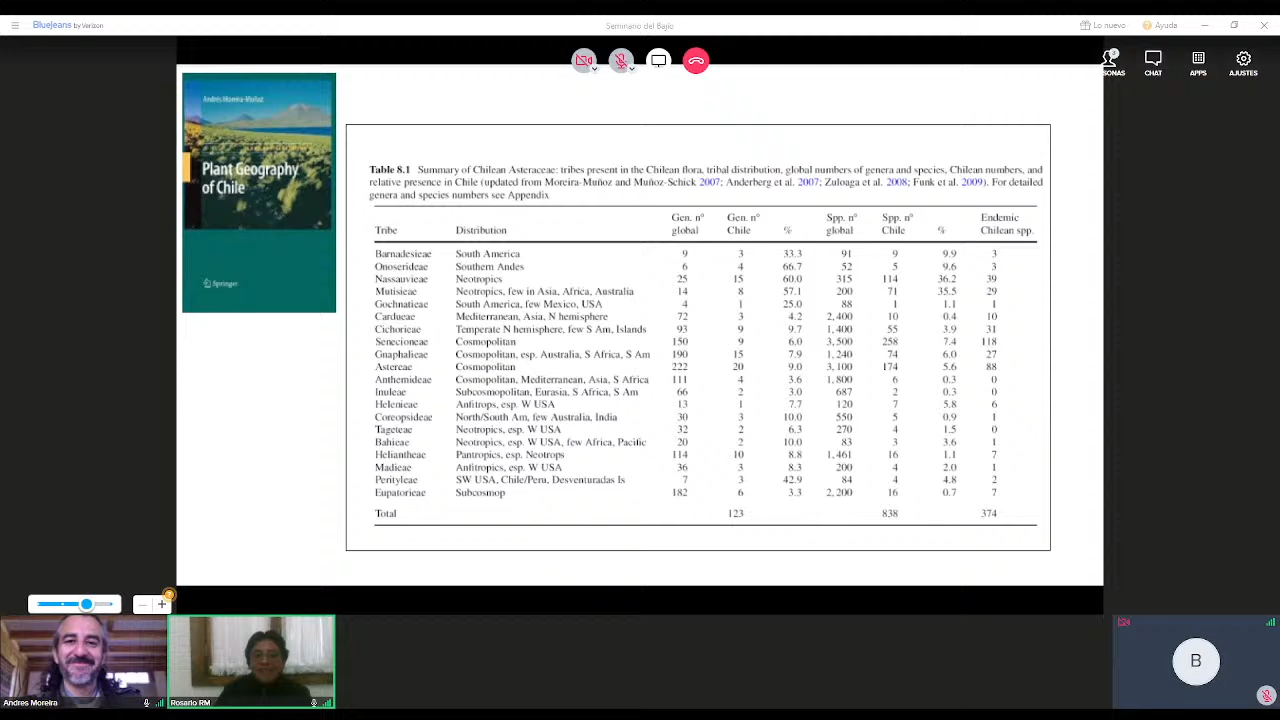 Bluejeans by Verizon
Seminario del Bajío
Lo nuevo
Ayuda
SONAS
CHAT
APPS
AJUSTES
3
Andrés Moreira-Muñoz
Plant Geography
of Chile
Springer
Table 8.1 Summary of Chilean Asteraceae: tribes present in the Chilean flora, tribal distribution, global numbers of genera and species, Chilean numbers, and
relative presence in Chile (updated from Moreira-Muñoz and Muñoz-Schick 2007; Anderberg et al. 2007; Zuloaga et al. 2008; Funk et al. 2009). For detailed
genera and species numbers see Appendix
Gen. nº Gen. nº Spp. nº Spp. nº Endemic
Tribe Distribution global Chile % global Chile % Chilean spp.
Barnadesieae South America 9 3 33.3 91 9 9.9 3
Onoserideae Southern Andes 6 4 66.7 52 5 9.6 3
Nassauvieae Neotropics 25 15 60.0 315 114 36.2 39
Mutisieae Neotropics, few in Asia, Africa, Australia 14 8 57.1 200 71 35.5 29
Gochnatieae South America, few Mexico, USA 4 1 25.0 88 1 1.1 1
Cardueae Mediterranean, Asia, N hemisphere 72 3 4.2 2,400 10 0.4 10
Cichorieae Temperate N hemisphere, few S Am, Islands 93 9 9.7 1,400 55 3.9 31
Senecioneae Cosmopolitan 150 9 6.0 3,500 258 7.4 118
Gnaphalieae Cosmopolitan, esp. Australia, S Africa, S Am 190 15 7.9 1,240 74 6.0 27
Astereae Cosmopolitan 222 20 9.0 3,100 174 5.6 88
Anthemideae Cosmopolitan, Mediterranean, Asia, S Africa 111 4 3.6 1,800 6 0.3 0
Inuleae Subcosmopolitan, Eurasia, S Africa, S Am 66 2 3.0 687 2 0.3 0
Helenieae Anfitrops, esp. W USA 13 1 7.7 120 7 5.8 6
Coreopsideae North/South Am, few Australia, India 30 3 10.0 550 5 0.9 1
Tageteae Neotropics, esp. W USA 32 2 6.3 270 4 1.5 0
Bahieae Neotropics, esp. W USA, few Africa, Pacific 20 2 10.0 83 3 3.6 1
Heliantheae Pantropics, esp. Neotrops 114 10 8.8 1,461 16 1.1 7
Madieae Anfitropics, esp. W USA 36 3 8.3 200 4 2.0 1
Perityleae SW USA, Chile/Peru, Desventuradas Is 7 3 42.9 84 4 4.8 2
Eupatorieae Subcosmop 182 6 3.3 2,200 16 0.7 7
Total 123 838 374
Andres Moreira
Rosario RM
B